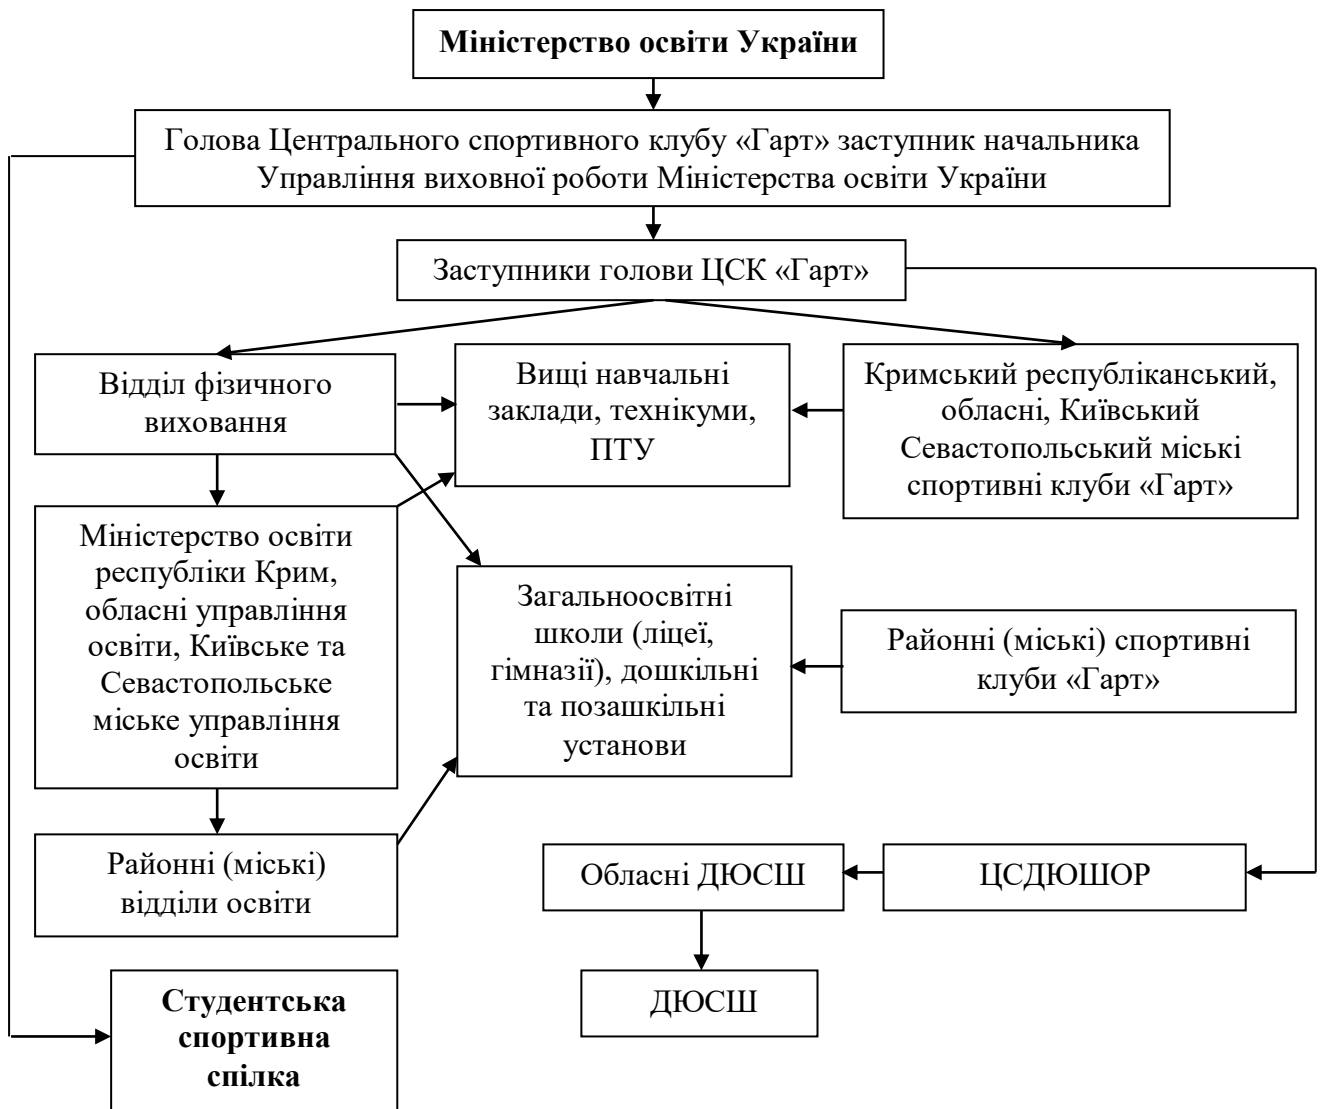 Міністерство освіти України
Голова Центрального спортивного клубу «Гарт» заступник начальника
Управління виховної роботи Міністерства освіти України
Заступники голови ЦСК «Гарт»
Відділ фізичного
виховання
Вищі навчальні
заклади, технікуми,
ПТУ
Кримський республіканський,
обласні, Київський
Севастопольський міські
спортивні клуби «Гарт»
Міністерство освіти
республіки Крим,
обласні управління
освіти, Київське та
Севастопольське
міське управління
освіти
Загальноосвітні
школи (ліцеї,
гімназії), дошкільні
та позашкільні
установи
Районні (міські) спортивні
клуби «Гарт»
Районні (міські)
відділи освіти
Обласні ДЮСШ
ЦСДЮШОР
ДЮСШ
Студентська
спортивна
спілка